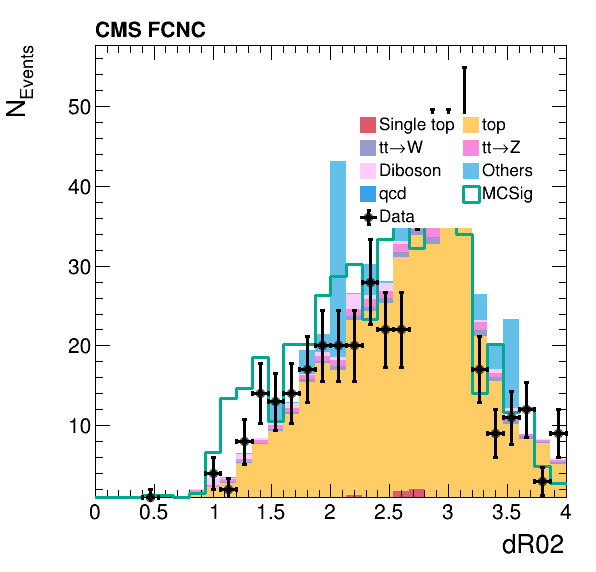 CMS FCNC
N_Events
50
40
30
20
10
Single top top
tt→W tt→Z
Diboson Others
qcd MCSig
Data
0 0.5 1 1.5 2 2.5 3 3.5 4
dR02